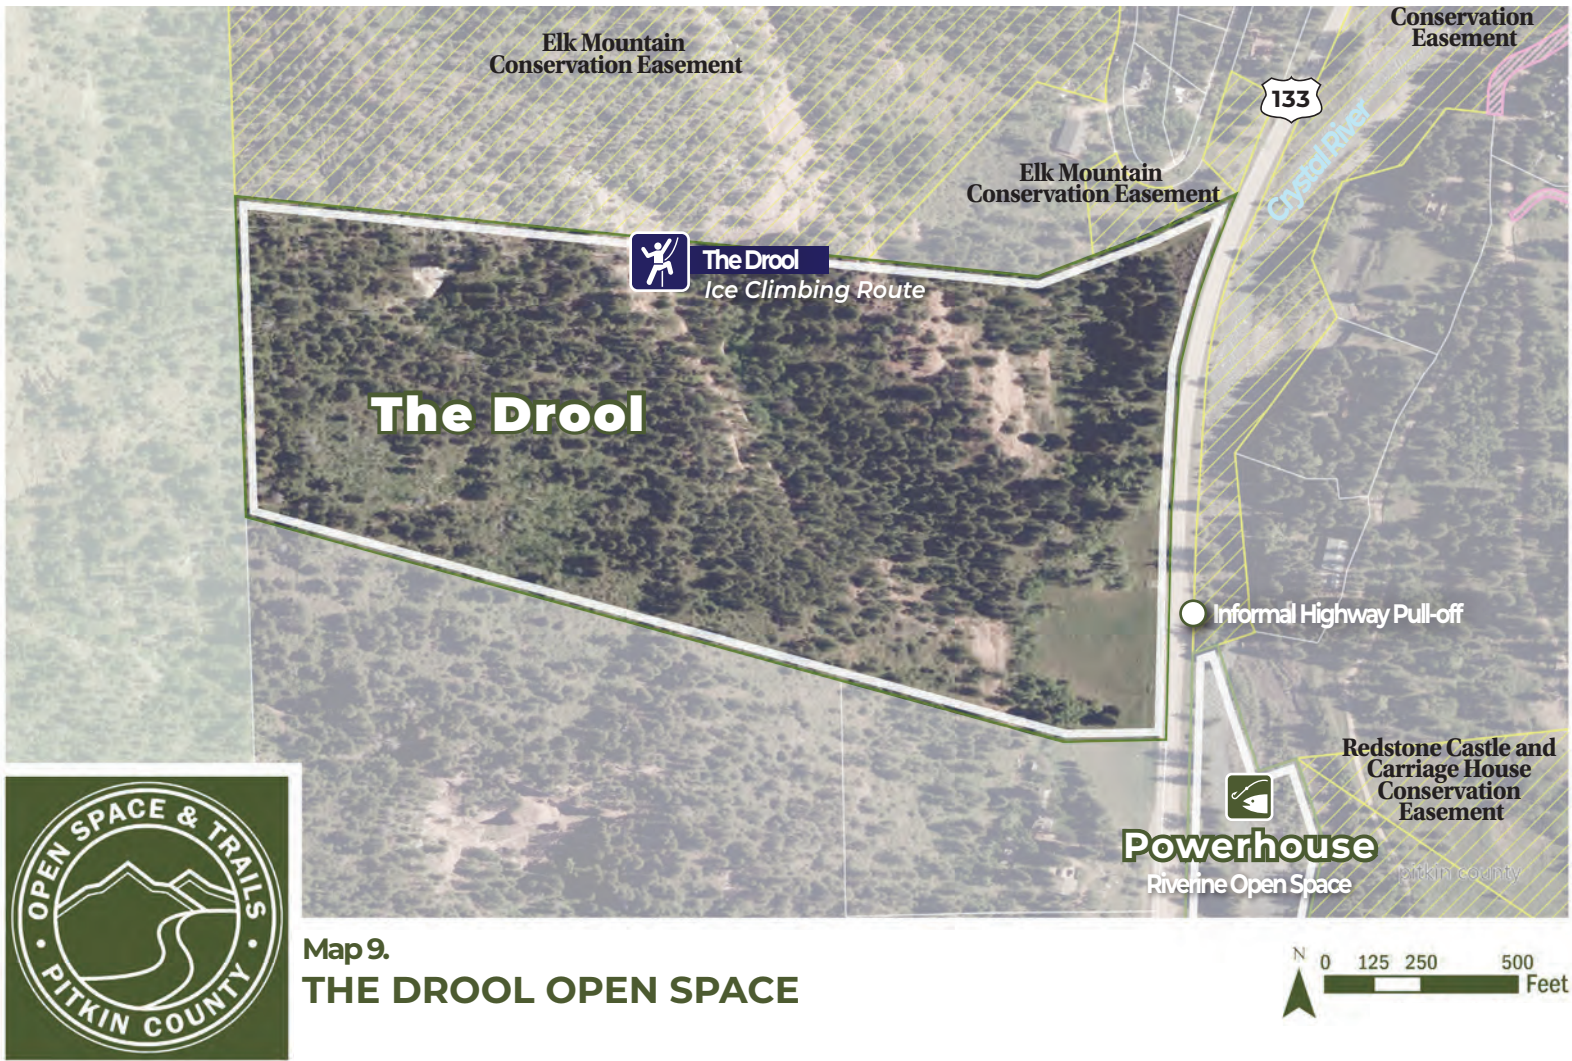 Elk Mountain
Conservation Easement
Conservation
Easement
133
Crystal River
Elk Mountain
Conservation Easement
The Drool
Ice Climbing Route
The Drool
Informal Highway Pull-off
Redstone Castle and
Carriage House
Conservation
Easement
Powerhouse
Riverine Open Space
pitkin county
OPEN SPACE & TRAILS
• PITKIN COUNTY •
Map 9.
THE DROOL OPEN SPACE
N
0 125 250 500
Feet